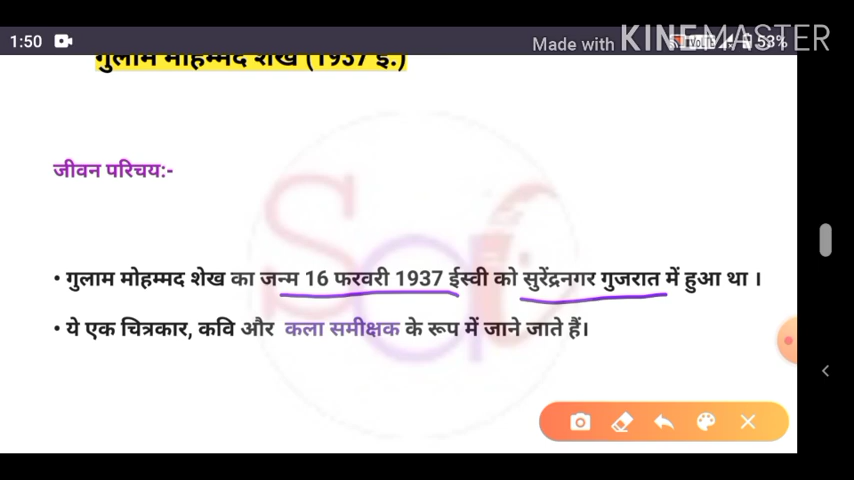 1:50
Made with KINEMASTER
53%
गुलाम मोहम्मद शेख (1937 ई.)
जीवन परिचय:-
• गुलाम मोहम्मद शेख का जन्म 16 फरवरी 1937 ईस्वी को सुरेंद्रनगर गुजरात में हुआ था ।
• ये एक चित्रकार, कवि और कला समीक्षक के रूप में जाने जाते हैं।